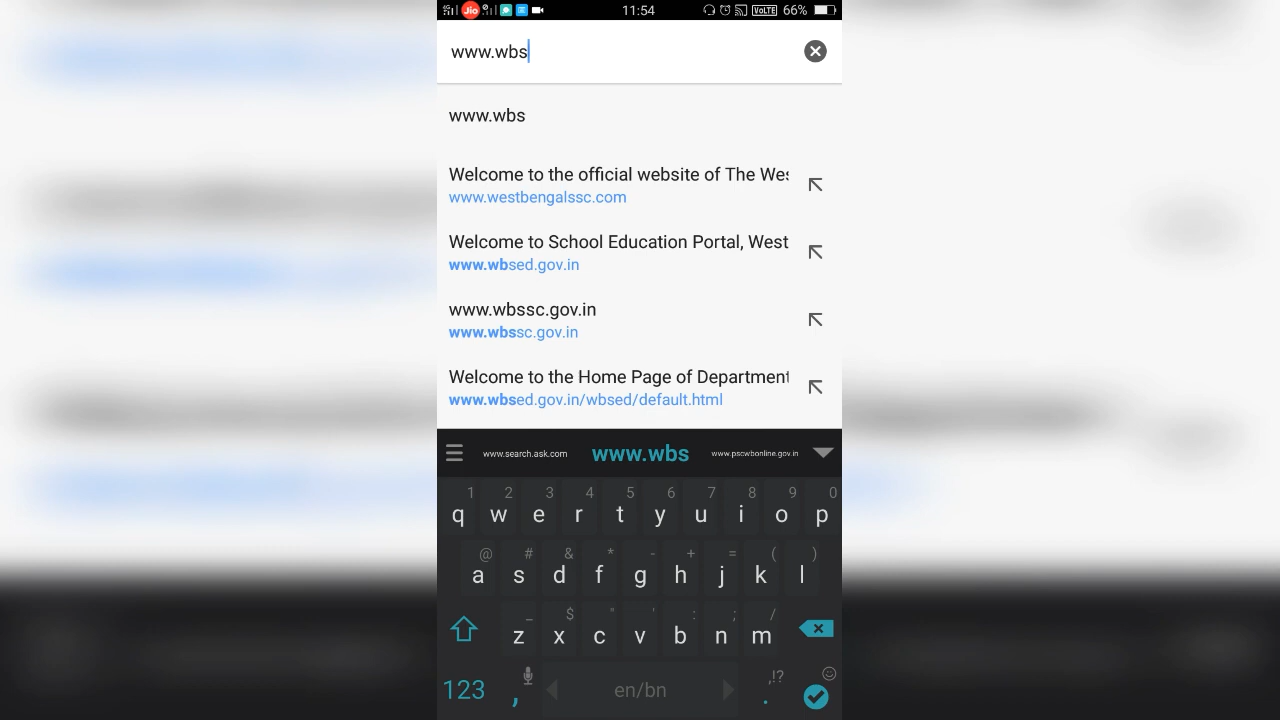 4G Jio 11:54 VoLTE 66%
www.wbs
www.wbs
Welcome to the official website of The Wes
www.westbengalssc.com
Welcome to School Education Portal, West
www.wbsed.gov.in
www.wbssc.gov.in
www.wbssc.gov.in
Welcome to the Home Page of Department
www.wbsed.gov.in/wbsed/default.html
www.search.ask.com www.wbs www.pscwbonline.gov.in
1 2 3 4 5 6 7 8 9 0
q w e r t y u i o p
@ # & * - + = ( )
a s d f g h j k l
_ $ " ' : ; /
z x c v b n m
,!?
123 , en/bn .